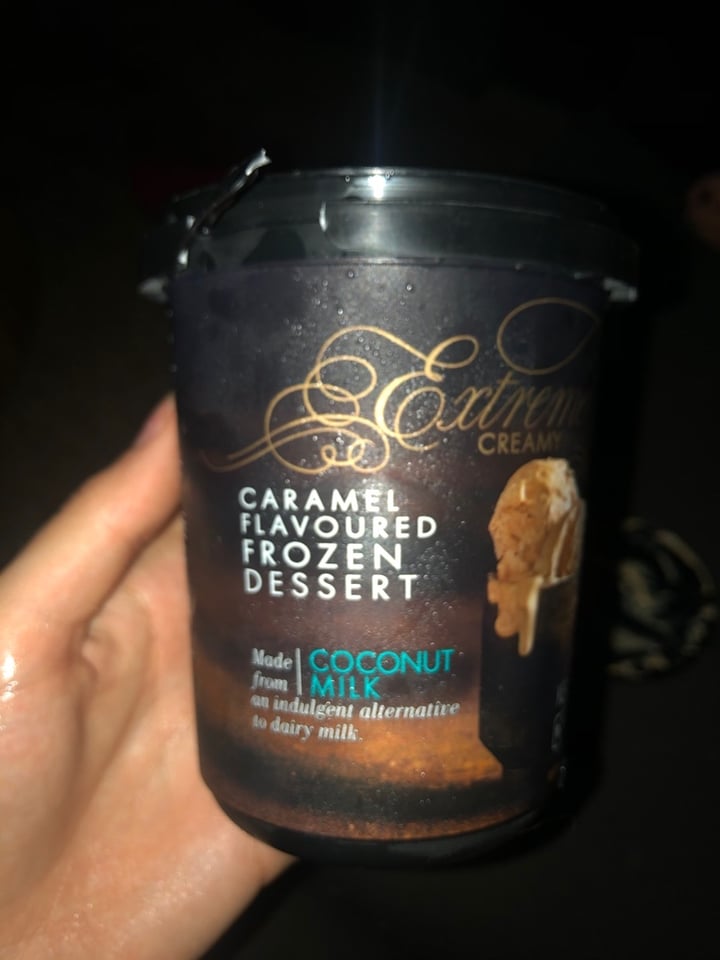 Extreme
CREAMY
CARAMEL
FLAVOURED
FROZEN
DESSERT
Made
from
COCONUT
MILK
an indulgent alternative
to dairy milk.